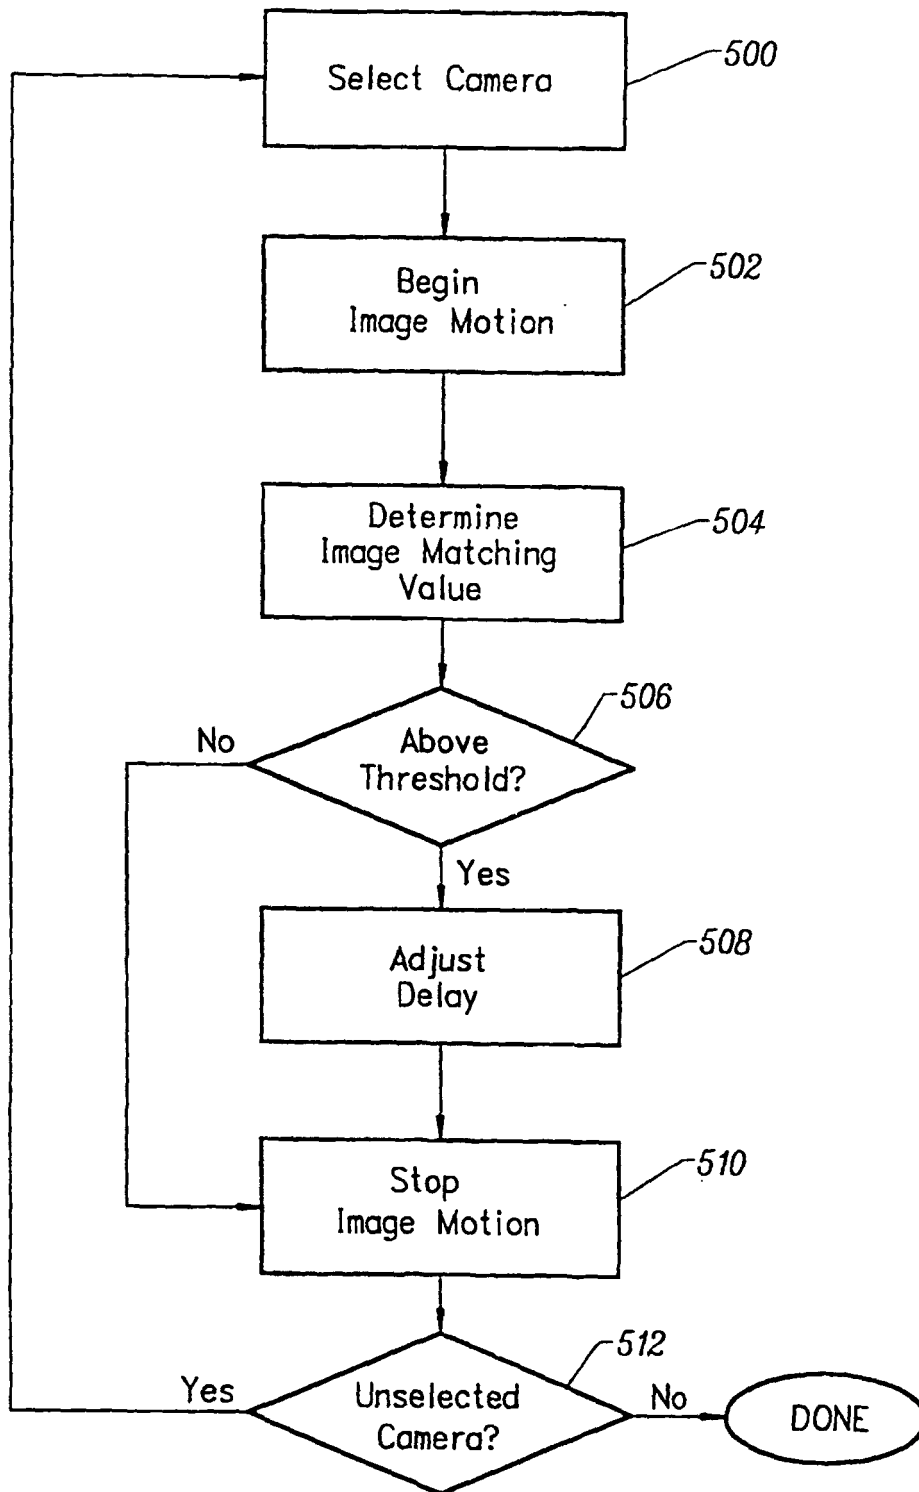 Select Camera
500
Begin
Image Motion
502
Determine
Image Matching
Value
504
Above
Threshold?
506
No
Yes
Adjust
Delay
508
Stop
Image Motion
510
Unselected
Camera?
512
Yes
No
DONE